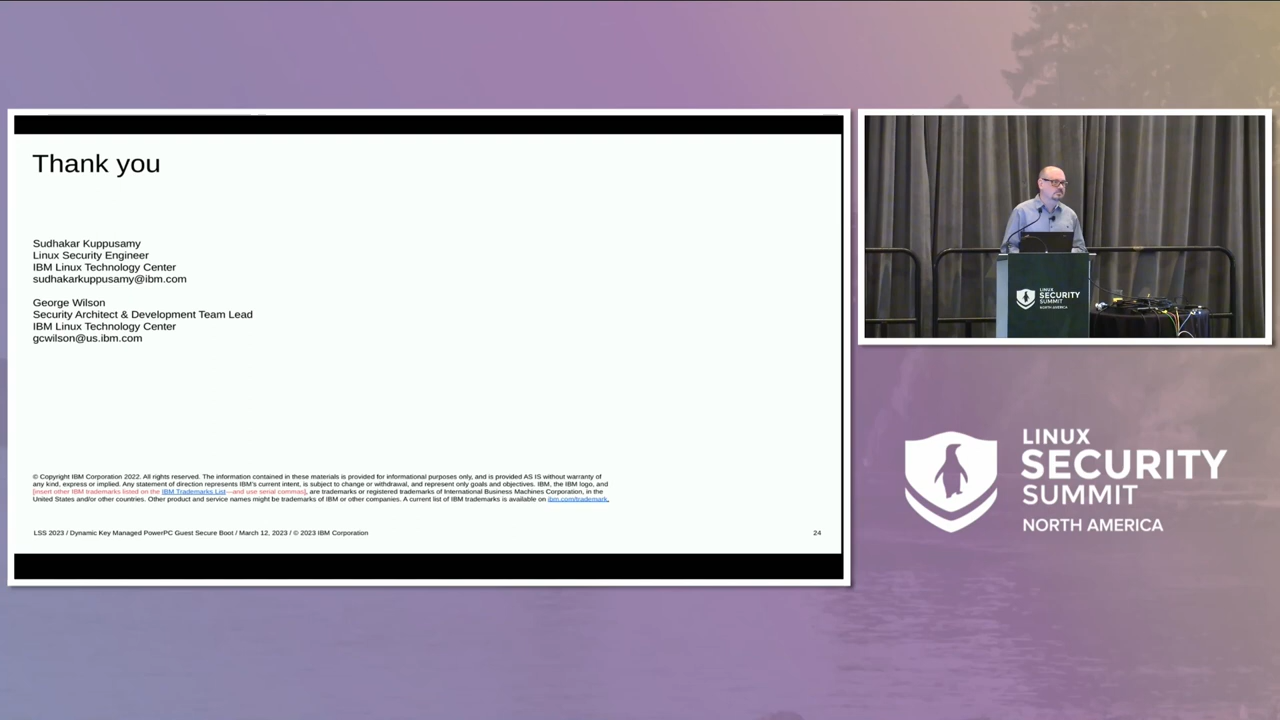 Thank you
Sudhakar Kuppusamy
Linux Security Engineer
IBM Linux Technology Center
sudhakarkuppusamy@ibm.com
George Wilson
Security Architect & Development Team Lead
IBM Linux Technology Center
gcwilson@us.ibm.com
© Copyright IBM Corporation 2022. All rights reserved. The information contained in these materials is provided for informational purposes only, and is provided AS IS without warranty of
any kind, express or implied. Any statement of direction represents IBM's current intent, is subject to change or withdrawal, and represent only goals and objectives. IBM, the IBM logo, and
[insert other IBM trademarks listed on the IBM Trademarks List—and use serial commas], are trademarks or registered trademarks of International Business Machines Corporation, in the
United States and/or other countries. Other product and service names might be trademarks of IBM or other companies. A current list of IBM trademarks is available on ibm.com/trademark.
LSS 2023 / Dynamic Key Managed PowerPC Guest Secure Boot / March 12, 2023 / © 2023 IBM Corporation
24
LINUX
SECURITY
SUMMIT
NORTH AMERICA
LINUX
SECURITY
SUMMIT
NORTH AMERICA